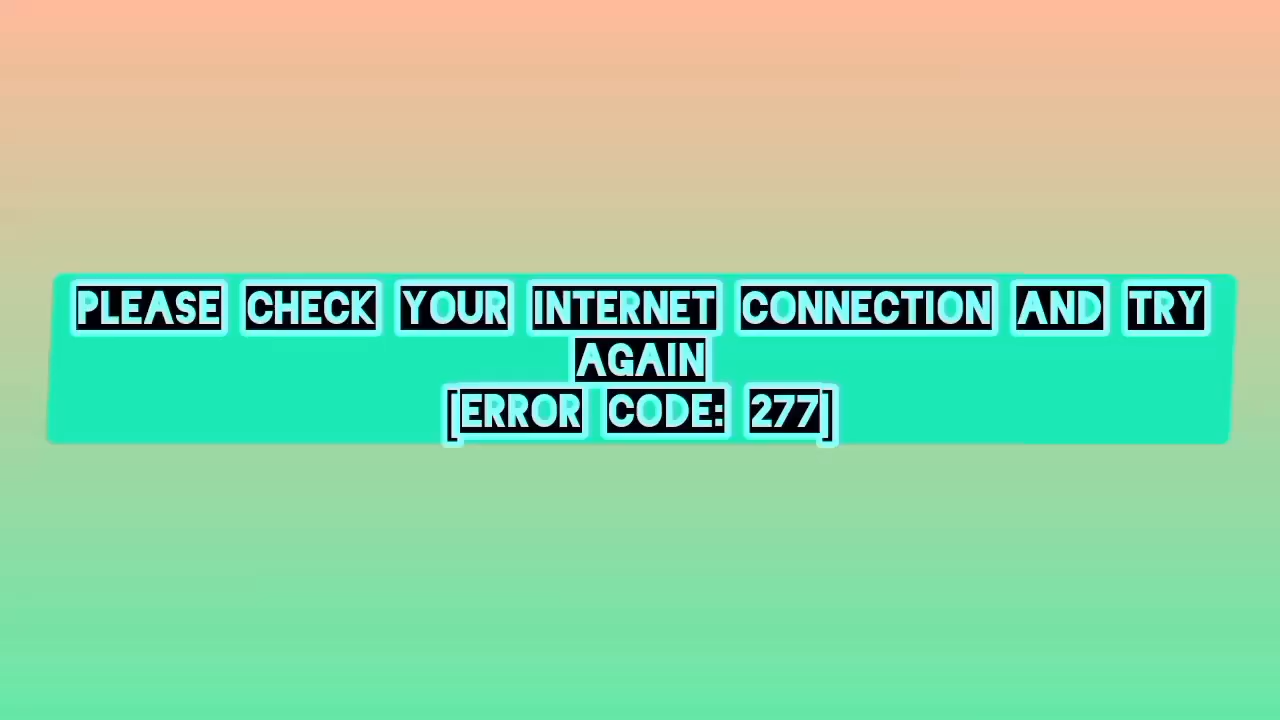 PLEASE CHECK YOUR INTERNET CONNECTION AND TRY
AGAIN
[ERROR CODE: 277]